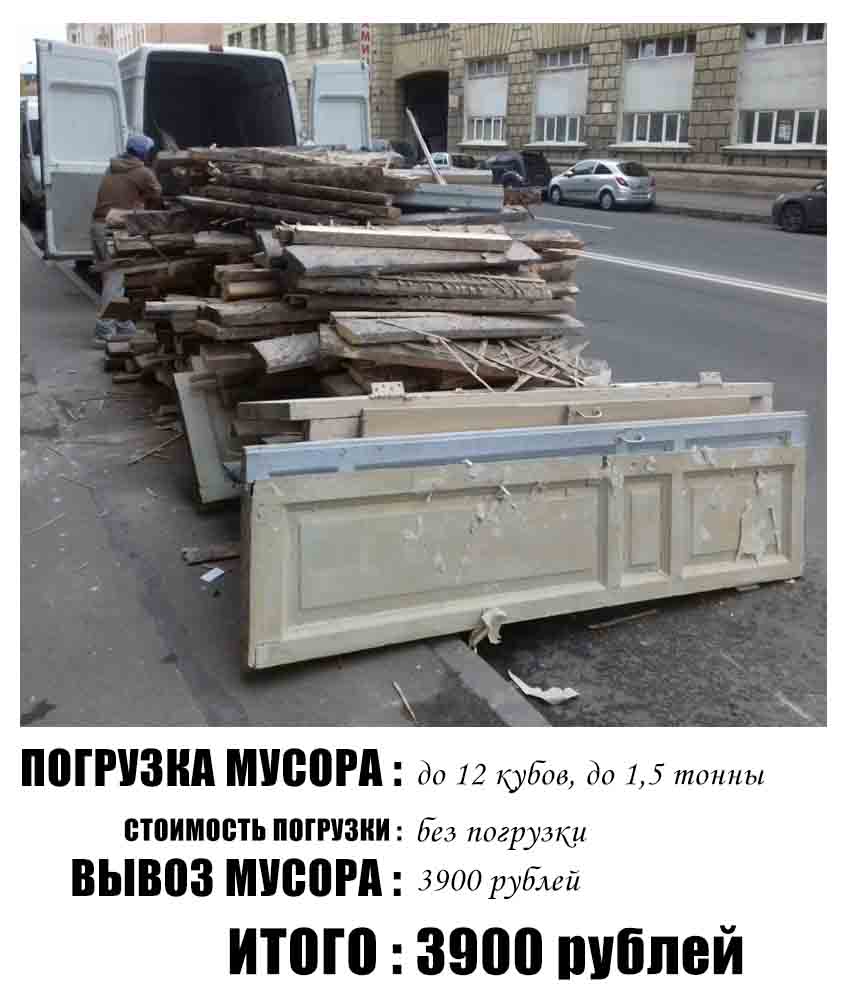 ПОГРУЗКА МУСОРА : до 12 кубов, до 1,5 тонны
СТОИМОСТЬ ПОГРУЗКИ : без погрузки
ВЫВОЗ МУСОРА : 3900 рублей
ИТОГО : 3900 рублей